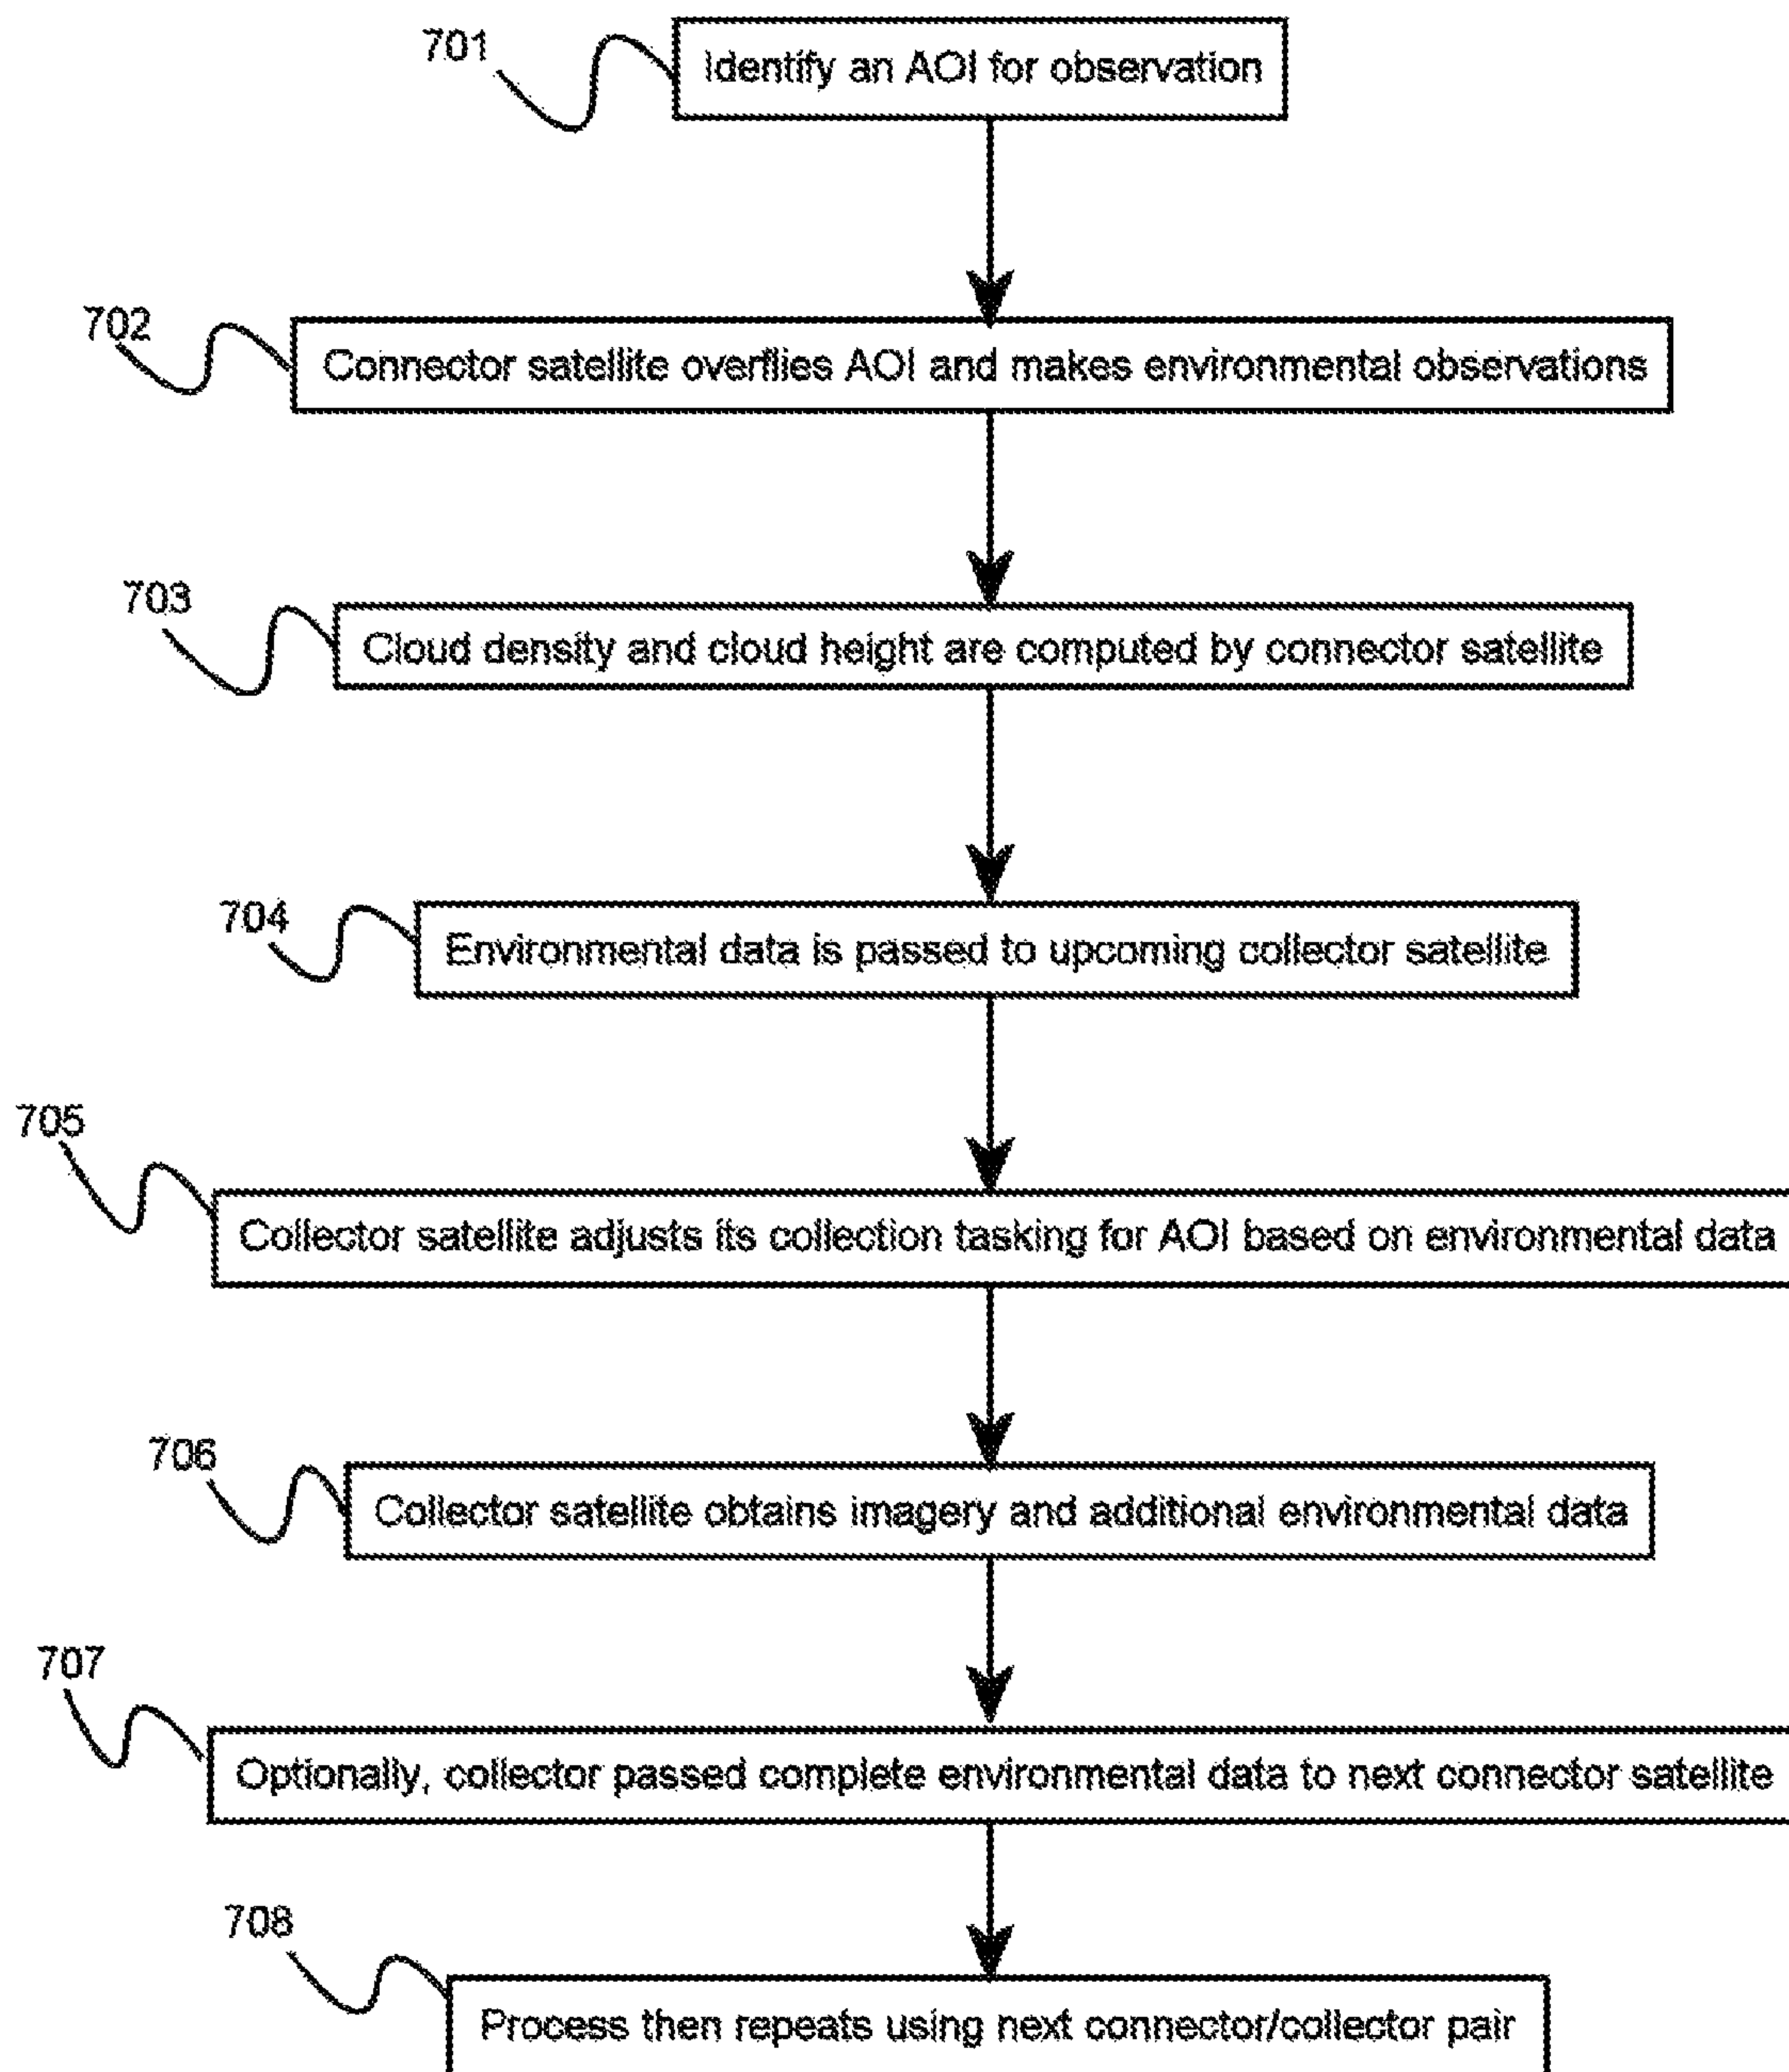 701
Identify an AOI for observation
702
Connector satellite overflies AOI and makes environmental observations
703
Cloud density and cloud height are computed by connector satellite
704
Environmental data is passed to upcoming collector satellite
705
Collector satellite adjusts its collection tasking for AOI based on environmental data
706
Collector satellite obtains imagery and additional environmental data
707
Optionally, collector passed complete environmental data to next connector satellite
708
Process then repeats using next connector/collector pair